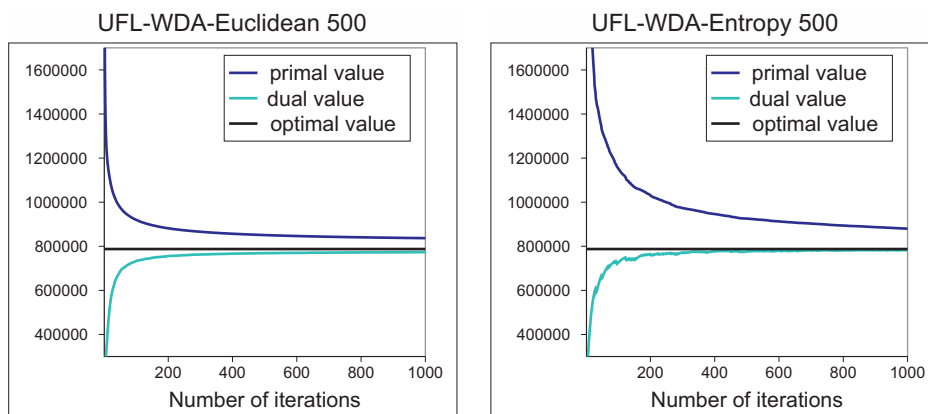 UFL-WDA-Euclidean 500
1600000
1400000
1200000
1000000
800000
600000
400000
primal value
dual value
optimal value
200
400
600
800
1000
Number of iterations
UFL-WDA-Entropy 500
1600000
1400000
1200000
1000000
800000
600000
400000
primal value
dual value
optimal value
200
400
600
800
1000
Number of iterations